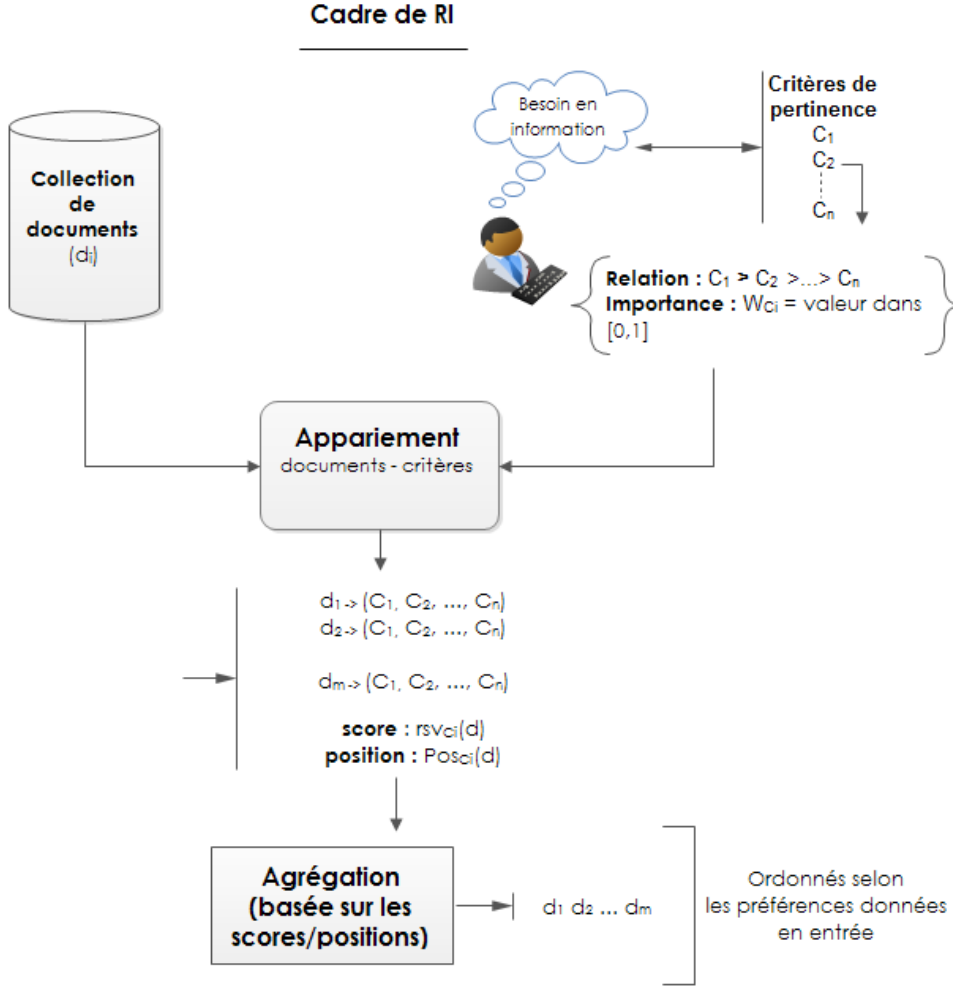 Cadre de RI
Besoin en
information
Critères de
pertinence
C₁
C₂
Cₙ
Collection
de
documents
(dᵢ)
Relation : C₁ > C₂ >...> Cₙ
Importance : Wcᵢ = valeur dans
[0,1]
Appariement
documents - critères
d₁ -> (C₁, C₂, ..., Cₙ)
d₂ -> (C₁, C₂, ..., Cₙ)
dₘ -> (C₁, C₂, ..., Cₙ)
score : rsvcᵢ(d)
position : Poscᵢ(d)
Agrégation
(basée sur les
scores/positions)
d₁ d₂ ... dₘ
Ordonnés selon
les préférences données
en entrée